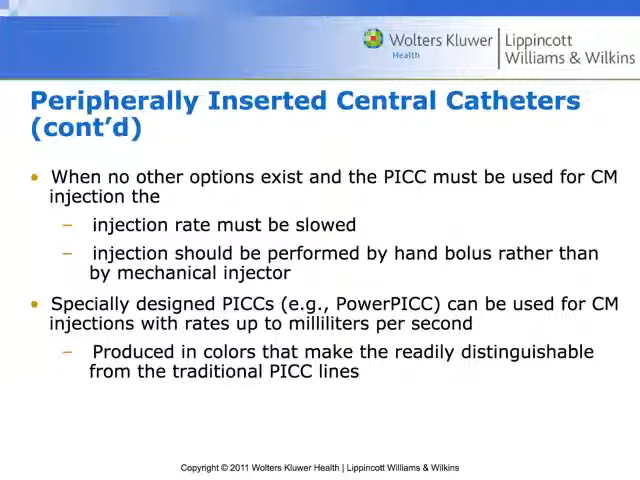 Wolters Kluwer
Health
Lippincott
Williams & Wilkins
Peripherally Inserted Central Catheters
(cont’d)
• When no other options exist and the PICC must be used for CM
injection the
– injection rate must be slowed
– injection should be performed by hand bolus rather than
by mechanical injector
• Specially designed PICCs (e.g., PowerPICC) can be used for CM
injections with rates up to milliliters per second
– Produced in colors that make the readily distinguishable
from the traditional PICC lines
Copyright © 2011 Wolters Kluwer Health | Lippincott Williams & Wilkins